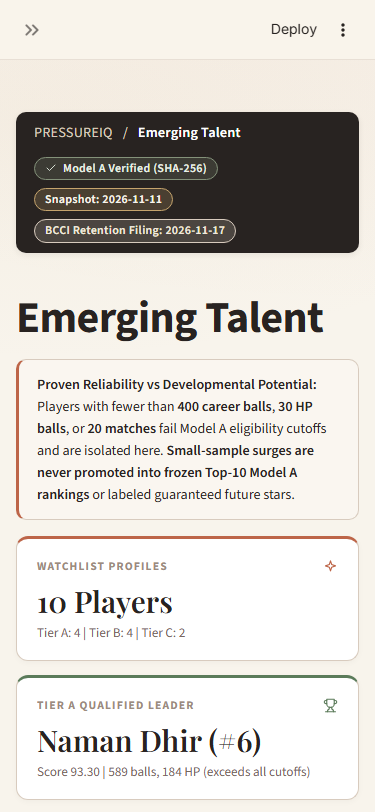 Deploy
PRESSUREIQ / Emerging Talent
Model A Verified (SHA-256)
Snapshot: 2026-11-11
BCCI Retention Filing: 2026-11-17
Emerging Talent
Proven Reliability vs Developmental Potential:
Players with fewer than 400 career balls, 30 HP
balls, or 20 matches fail Model A eligibility cutoffs
and are isolated here. Small-sample surges are
never promoted into frozen Top-10 Model A
rankings or labeled guaranteed future stars.
WATCHLIST PROFILES
10 Players
Tier A: 4 | Tier B: 4 | Tier C: 2
TIER A QUALIFIED LEADER
Naman Dhir (#6)
Score 93.30 | 589 balls, 184 HP (exceeds all cutoffs)